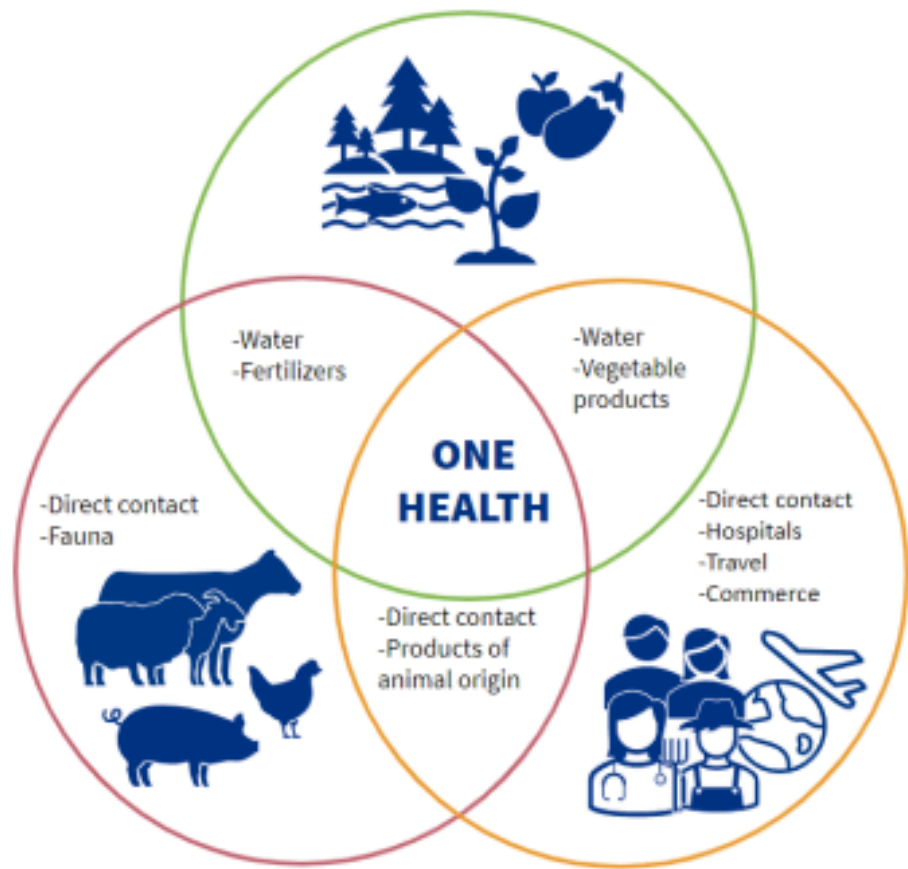 -Water
-Fertilizers
-Water
-Vegetable
products
ONE
HEALTH
-Direct contact
-Fauna
-Direct contact
-Hospitals
-Travel
-Commerce
-Direct contact
-Products of
animal origin